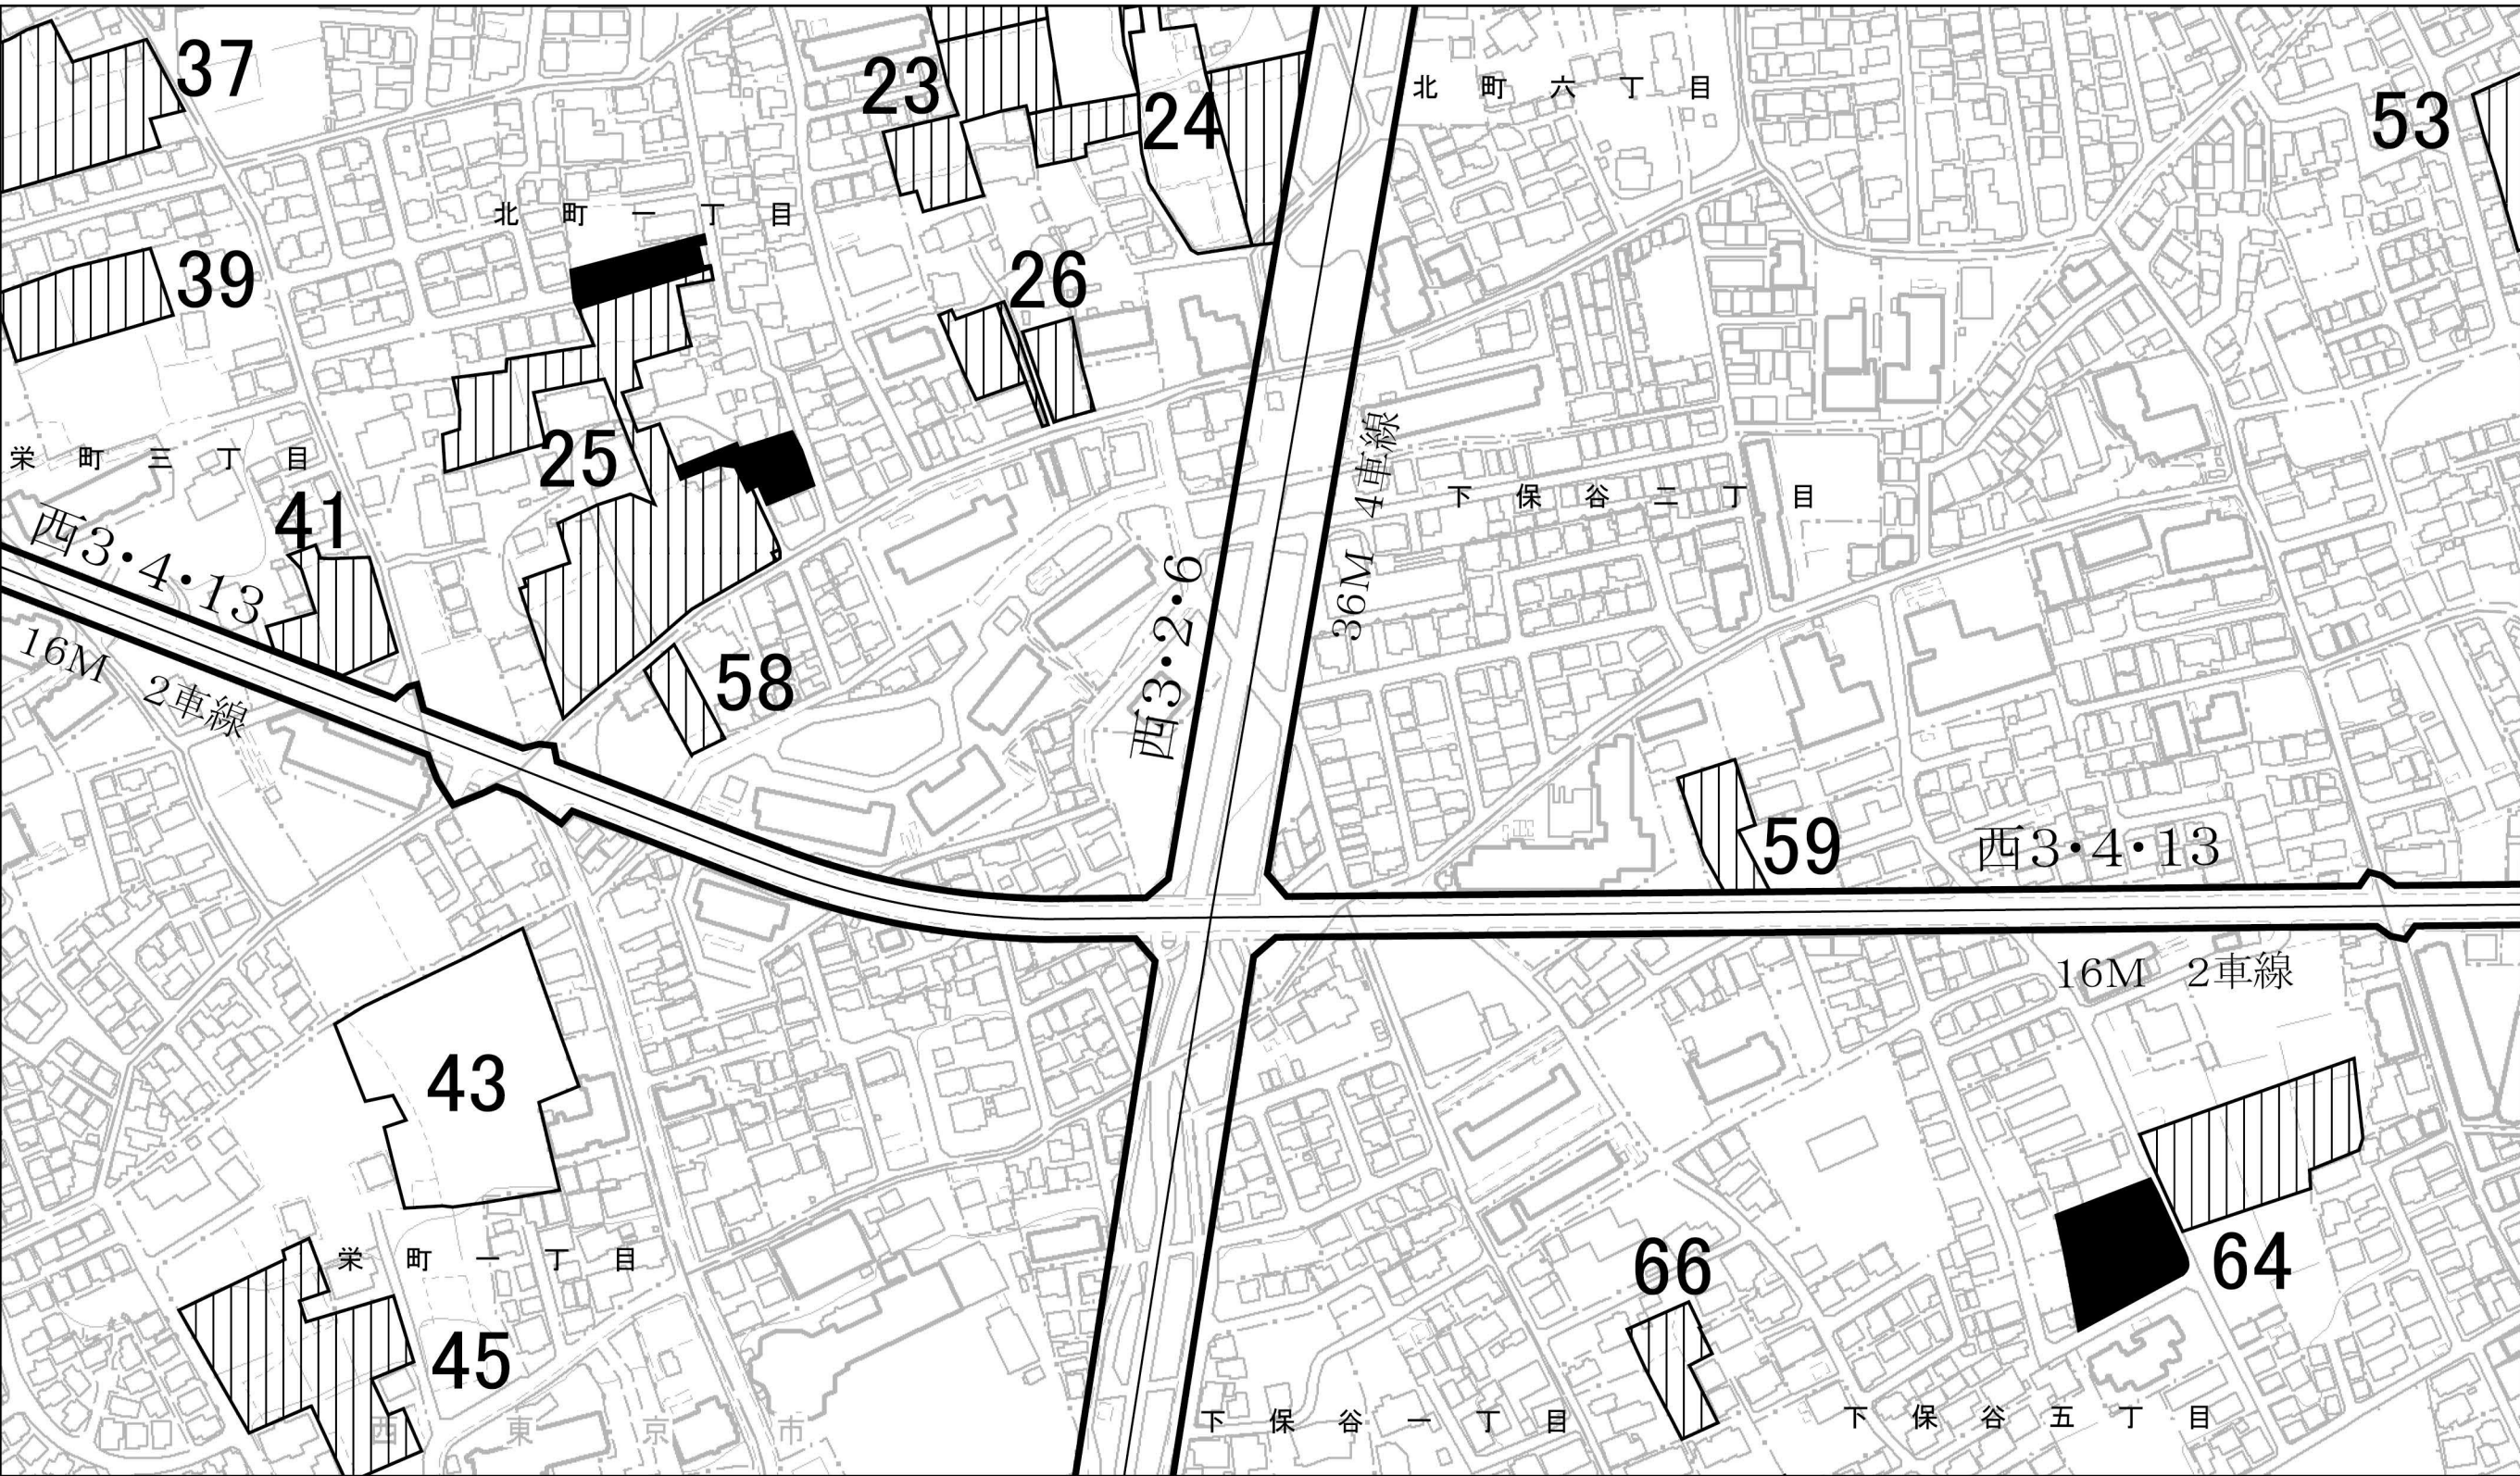 37
23
24
北町六丁目
53
北町一丁目
39
26
25
栄町三丁目
41
西3・4・13
16M 2車線
58
西3・2・6
36M 4車線
下保谷二丁目
59
西3・4・13
16M 2車線
43
栄町一丁目
45
西東京市
66
64
下保谷一丁目
下保谷五丁目